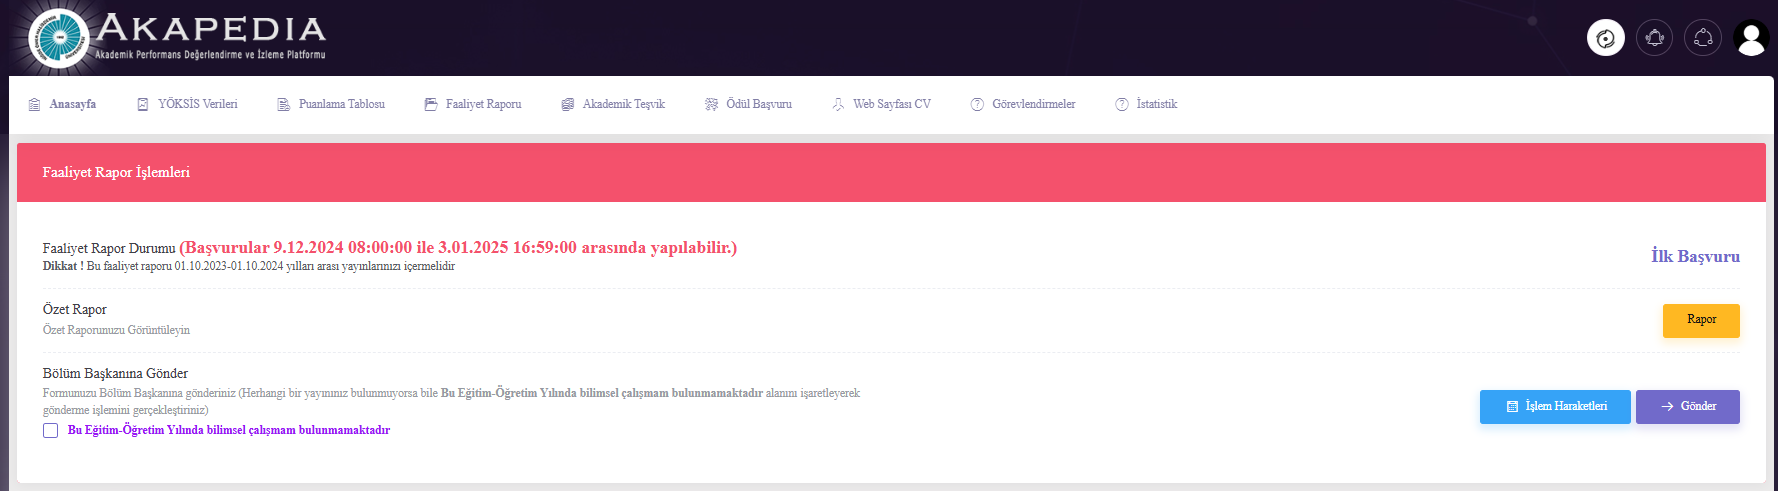 AKAPEDIA
Akademik Performans Değerlendirme ve İzleme Platformu
Anasayfa YÖKSİS Verileri Puanlama Tablosu Faaliyet Raporu Akademik Teşvik Ödül Başvuru Web Sayfası CV Görevlendirmeler İstatistik
Faaliyet Rapor İşlemleri
Faaliyet Rapor Durumu (Başvurular 9.12.2024 08:00:00 ile 3.01.2025 16:59:00 arasında yapılabilir.)
Dikkat ! Bu faaliyet raporu 01.10.2023-01.10.2024 yılları arası yayınlarınızı içermelidir
İlk Başvuru
Özet Rapor
Özet Raporunuzu Görüntüleyin
Rapor
Bölüm Başkanına Gönder
Formunuzu Bölüm Başkanına gönderiniz (Herhangi bir yayınınız bulunmuyorsa bile Bu Eğitim-Öğretim Yılında bilimsel çalışmam bulunmamaktadır alanını işaretleyerek
gönderme işlemini gerçekleştiriniz)
İşlem Haraketleri Gönder
Bu Eğitim-Öğretim Yılında bilimsel çalışmam bulunmamaktadır